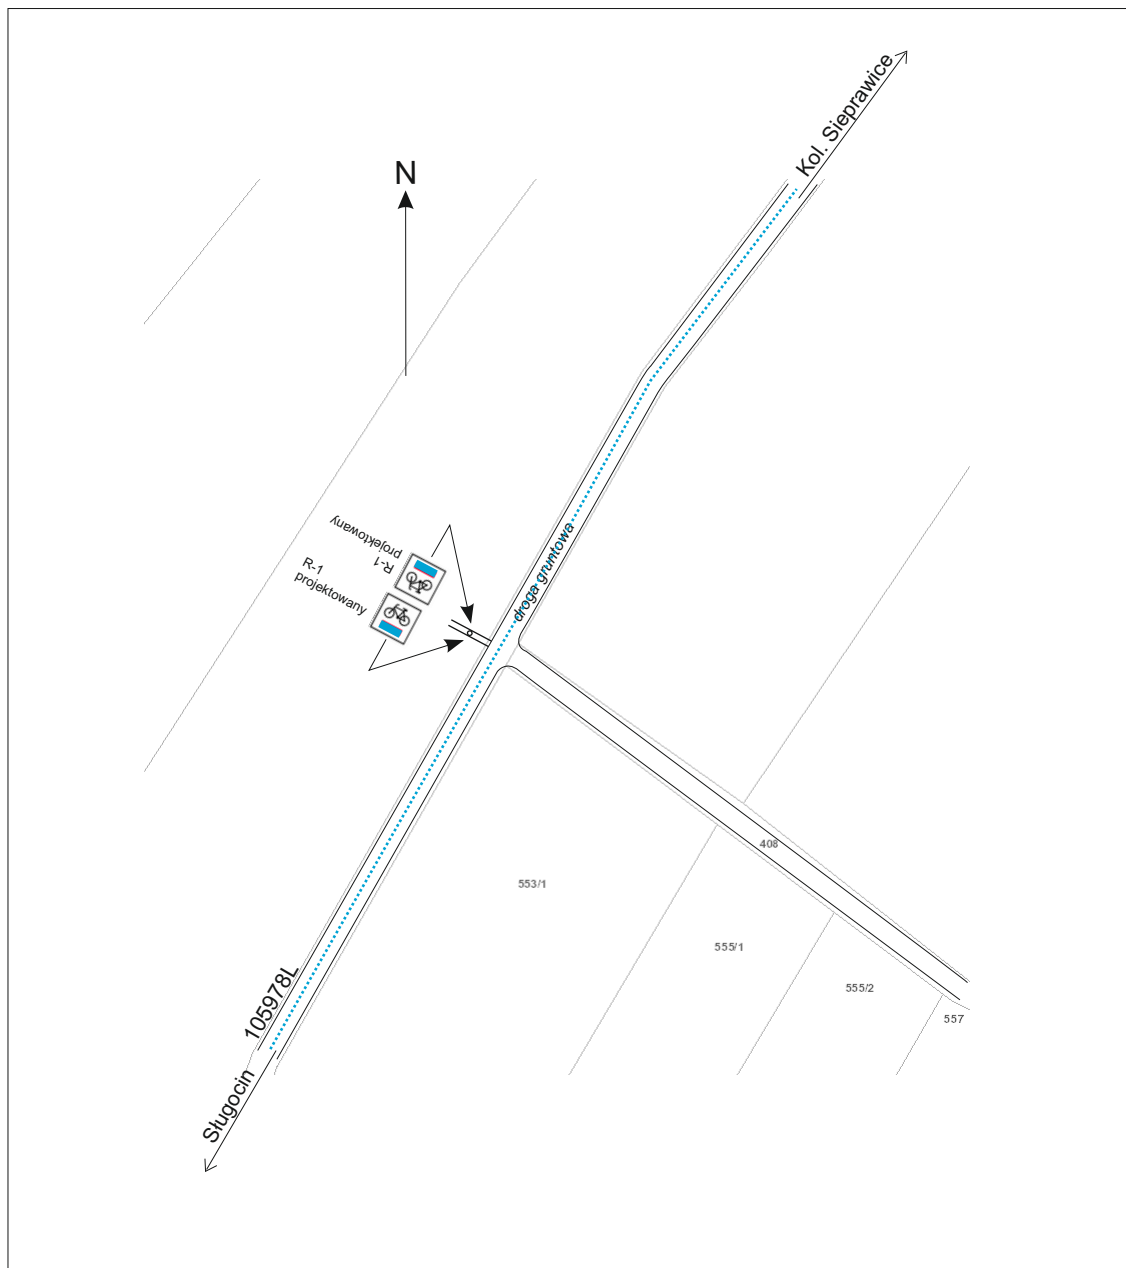 Kol. Sieprawice
N
R-1
projektowany
R-1
projektowany
droga gruntowa
408
553/1
555/1
555/2
557
105978L
Sługocin